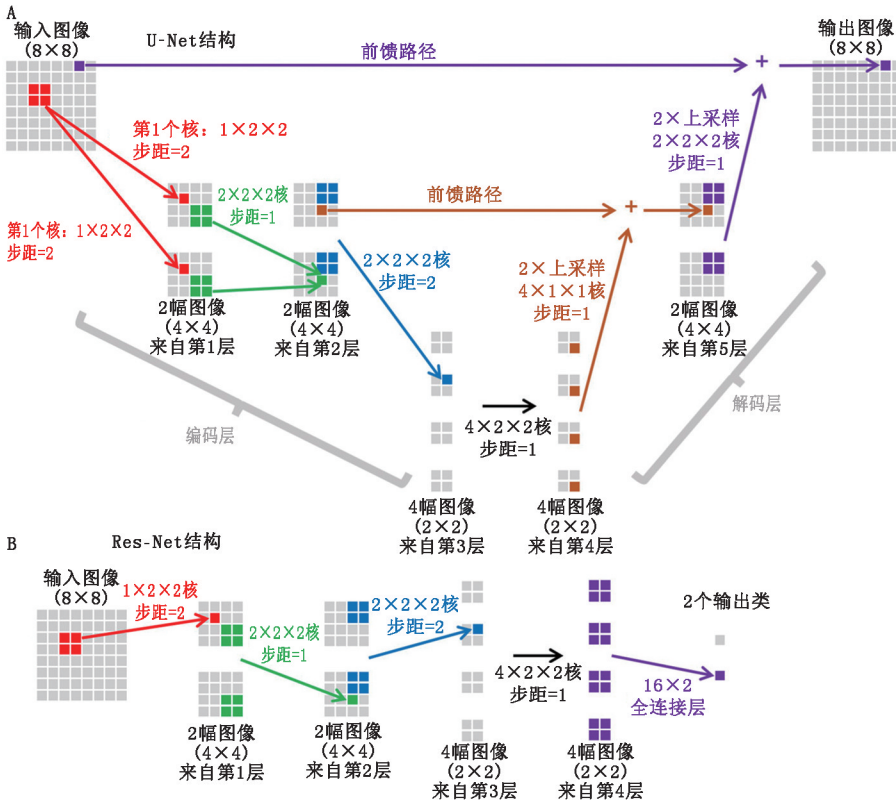 A
输入图像
(8×8)
U-Net结构
前馈路径
+
输出图像
(8×8)
第1个核：1×2×2
步距=2
第1个核：1×2×2
步距=2
2×2×2核
步距=1
前馈路径
+
2×上采样
2×2×2核
步距=1
2×2×2核
步距=2
2×上采样
4×1×1核
步距=1
2幅图像
(4×4)
来自第1层
2幅图像
(4×4)
来自第2层
2幅图像
(4×4)
来自第5层
编码层
解码层
4×2×2核
步距=1
4幅图像
(2×2)
来自第3层
4幅图像
(2×2)
来自第4层
B
Res-Net结构
输入图像
(8×8)
1×2×2核
步距=2
2×2×2核
步距=1
2×2×2核
步距=2
4×2×2核
步距=1
2个输出类
16×2
全连接层
2幅图像
(4×4)
来自第1层
2幅图像
(4×4)
来自第2层
4幅图像
(2×2)
来自第3层
4幅图像
(2×2)
来自第4层